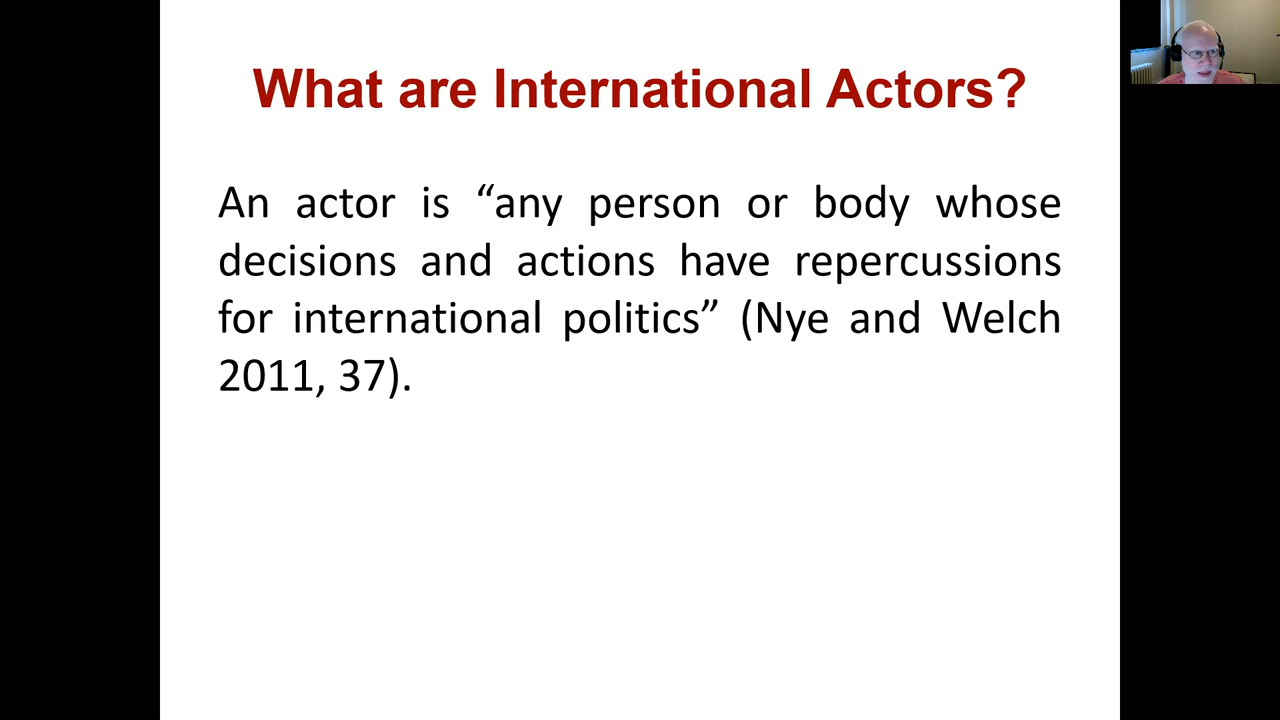 What are International Actors?
An actor is “any person or body whose
decisions and actions have repercussions
for international politics” (Nye and Welch
2011, 37).